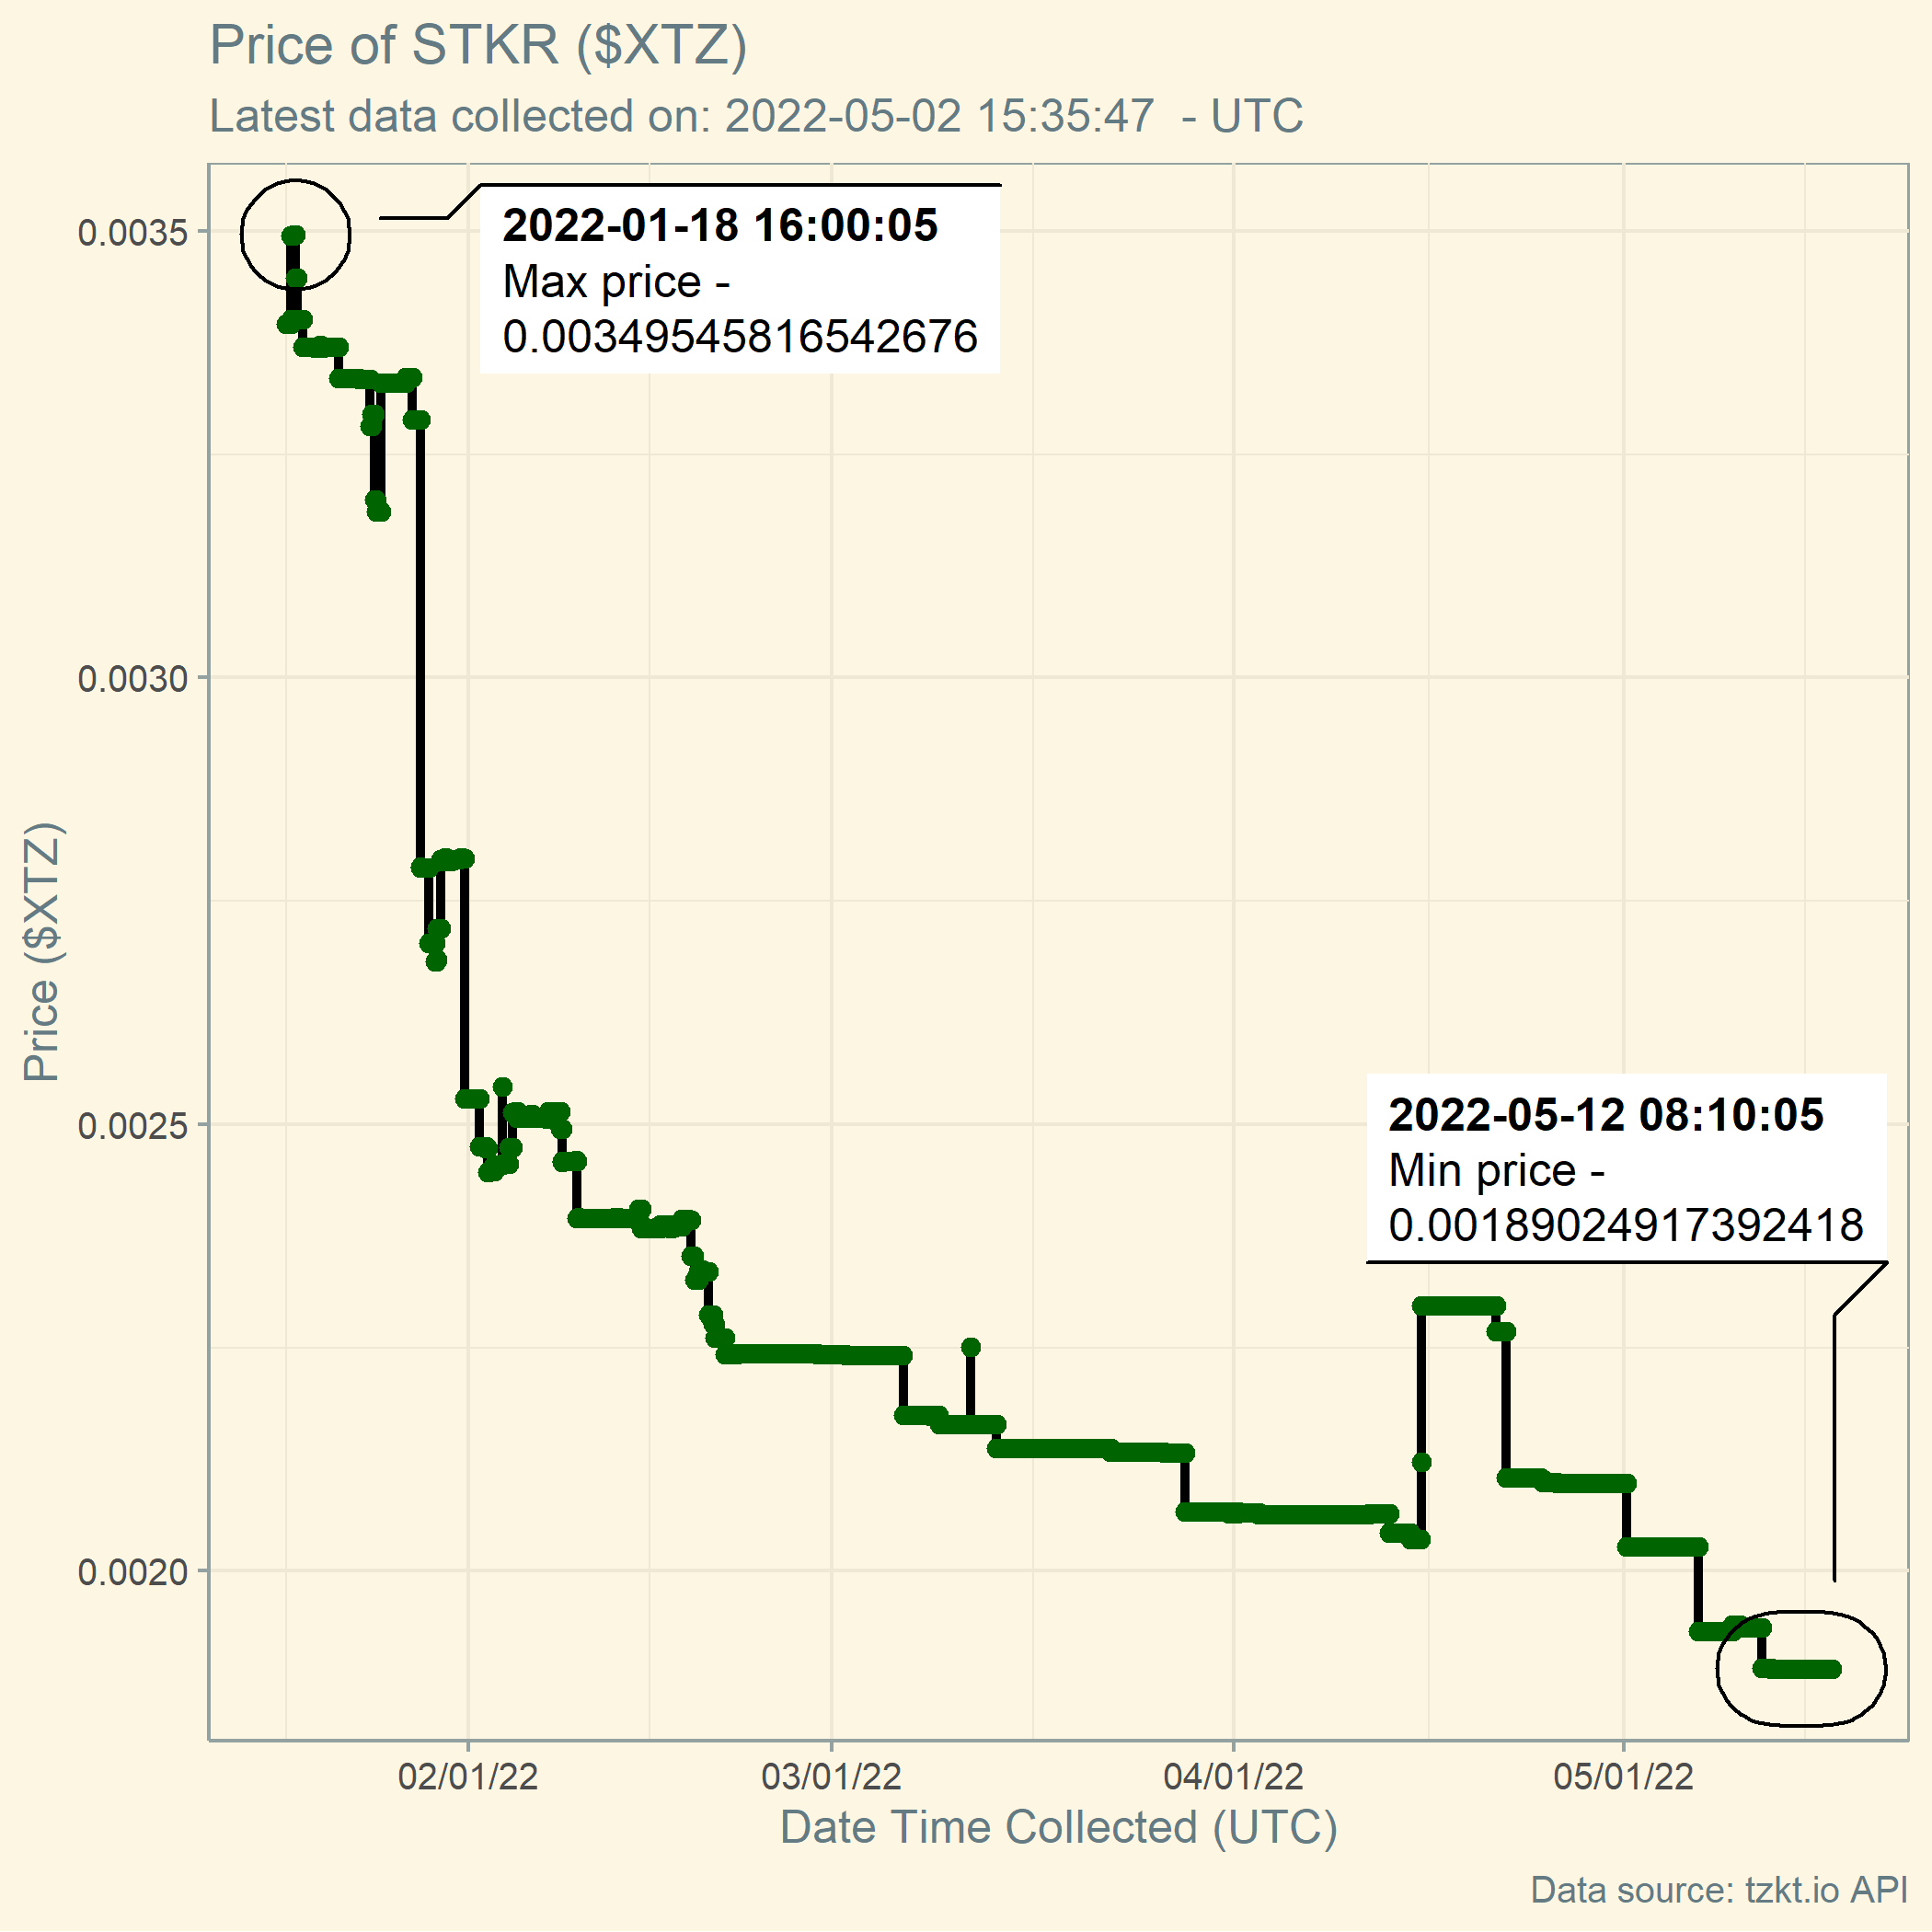 Price of STKR ($XTZ)
Latest data collected on: 2022-05-02 15:35:47  - UTC
2022-01-18 16:00:05
Max price -
0.003495458165​42676
2022-05-12 08:10:05
Min price -
0.00189024917392418
Price ($XTZ)
0.0035
0.0030
0.0025
0.0020
02/01/22
03/01/22
04/01/22
05/01/22
Date Time Collected (UTC)
Data source: tzkt.io API